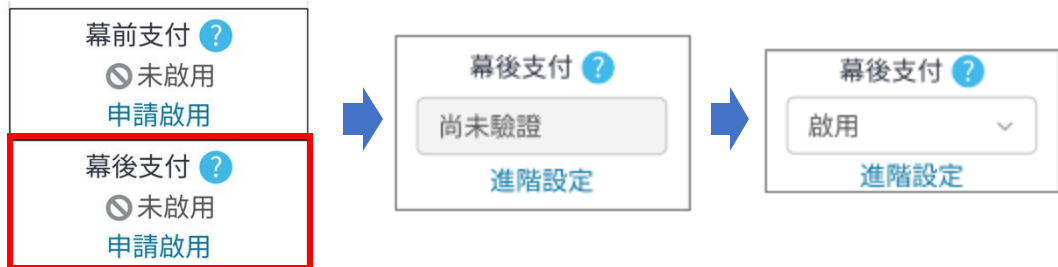 幕前支付 ?
未啟用
申請啟用
幕後支付 ?
未啟用
申請啟用
幕後支付 ?
尚未驗證
進階設定
幕後支付 ?
啟用
進階設定